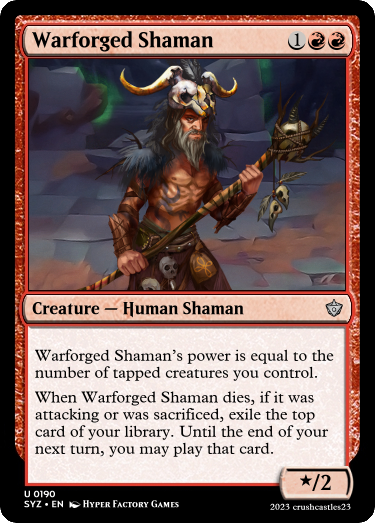 Warforged Shaman 1
Creature — Human Shaman
Warforged Shaman's power is equal to the
number of tapped creatures you control.
When Warforged Shaman dies, if it was
attacking or was sacrificed, exile the top
card of your library. Until the end of your
next turn, you may play that card.
★/2
U 0190
SYZ • EN Hyper Factory Games
2023 crushcastles23